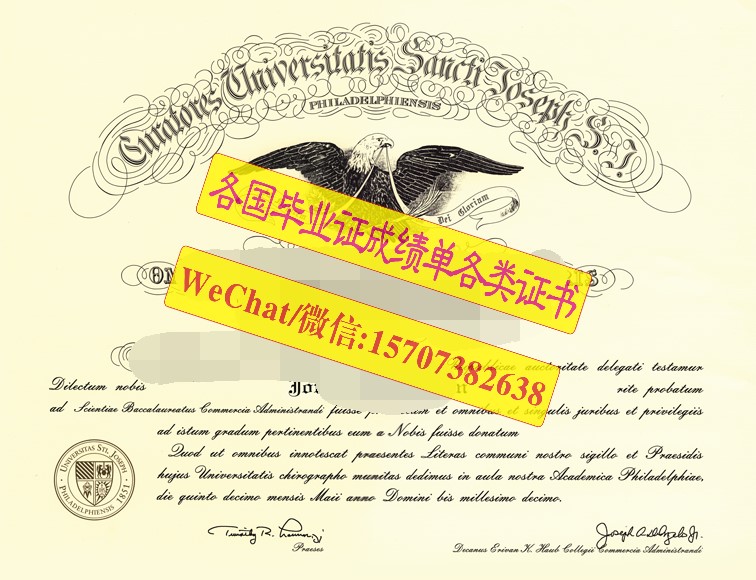 Curatores Universitatis Sancti Joseph S.J.
PHILADELPHIENSIS
Dei Glorium
各国毕业证成绩单各类证书
WeChat/微信:15707382638
auctoritate delegati testamur
Dilectum nobis rite probatum
ad Scientiae Baccalaureatus Commercia Administrandi fuisse et omnibus et singulis juribus et privilegiis
ad istum gradum pertinentibus eum a Nobis fuisse donatum
Quod ut omnibus innotescat praesentes Literas communi nostro sigillo et Praesidis
hujus Universitatis chirographo munitas dedimus in aula nostra Academica Philadelphiae,
die quinto decimo mensis Maii anno Domini bis millesimo decimo.
UNIVERSITAS STI. JOSEPH
PHILADELPHIENSIS
1851
Praeses
Decanus Erivan K. Haub Collegii Commercia Administrandi